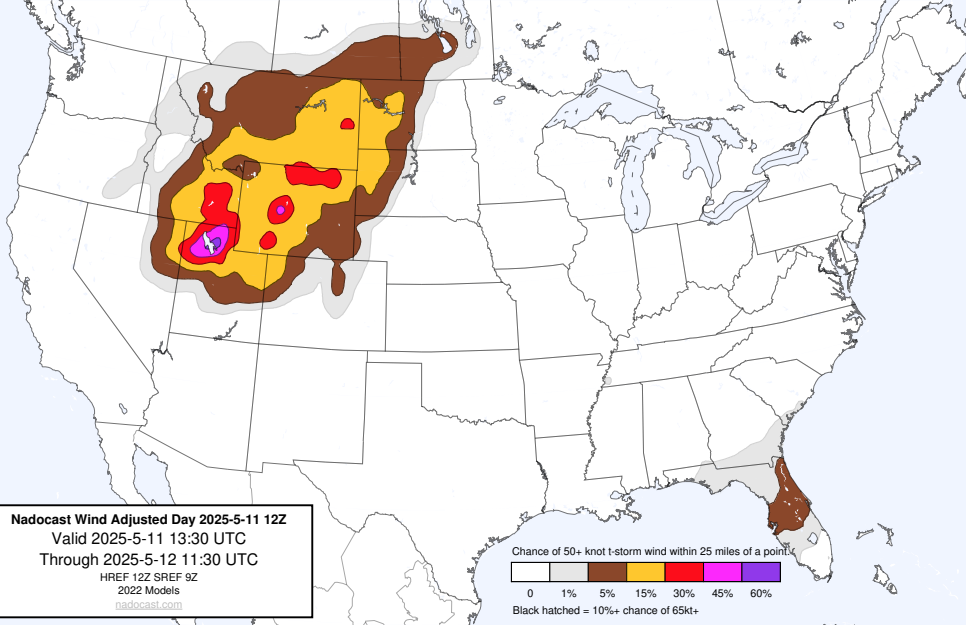 Nadocast Wind Adjusted Day 2025-5-11 12Z
Valid 2025-5-11 13:30 UTC
Through 2025-5-12 11:30 UTC
HREF 12Z SREF 9Z
2022 Models
nadocast.com
Chance of 50+ knot t-storm wind within 25 miles of a point.
0 1% 5% 15% 30% 45% 60%
Black hatched = 10%+ chance of 65kt+